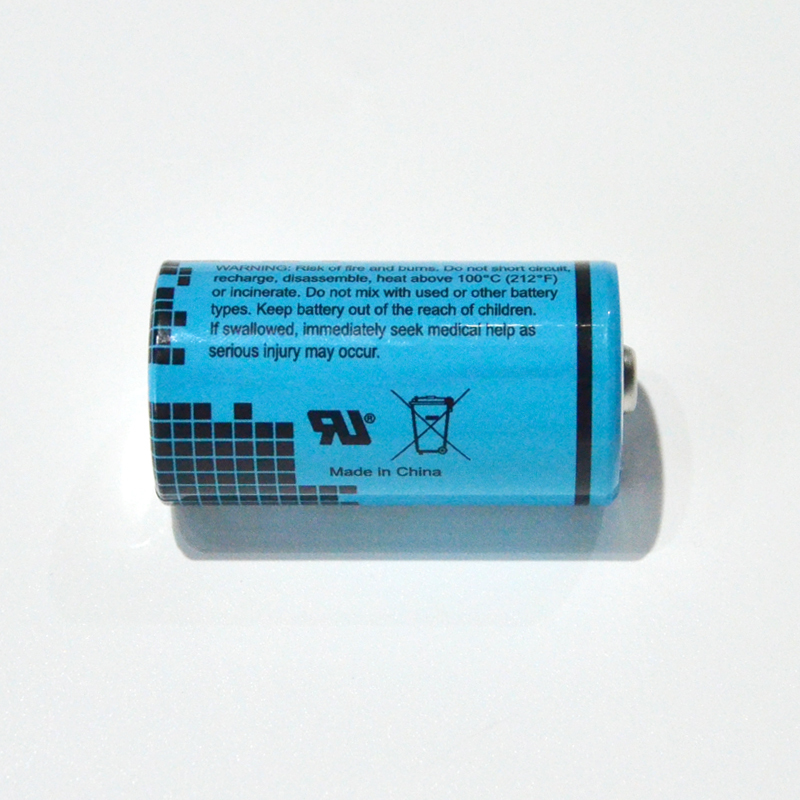 WARNING: Risk of fire and burns. Do not short circuit,
recharge, disassemble, heat above 100°C (212°F)
or incinerate. Do not mix with used or other battery
types. Keep battery out of the reach of children.
If swallowed, immediately seek medical help as
serious injury may occur.
RU®
Made in China